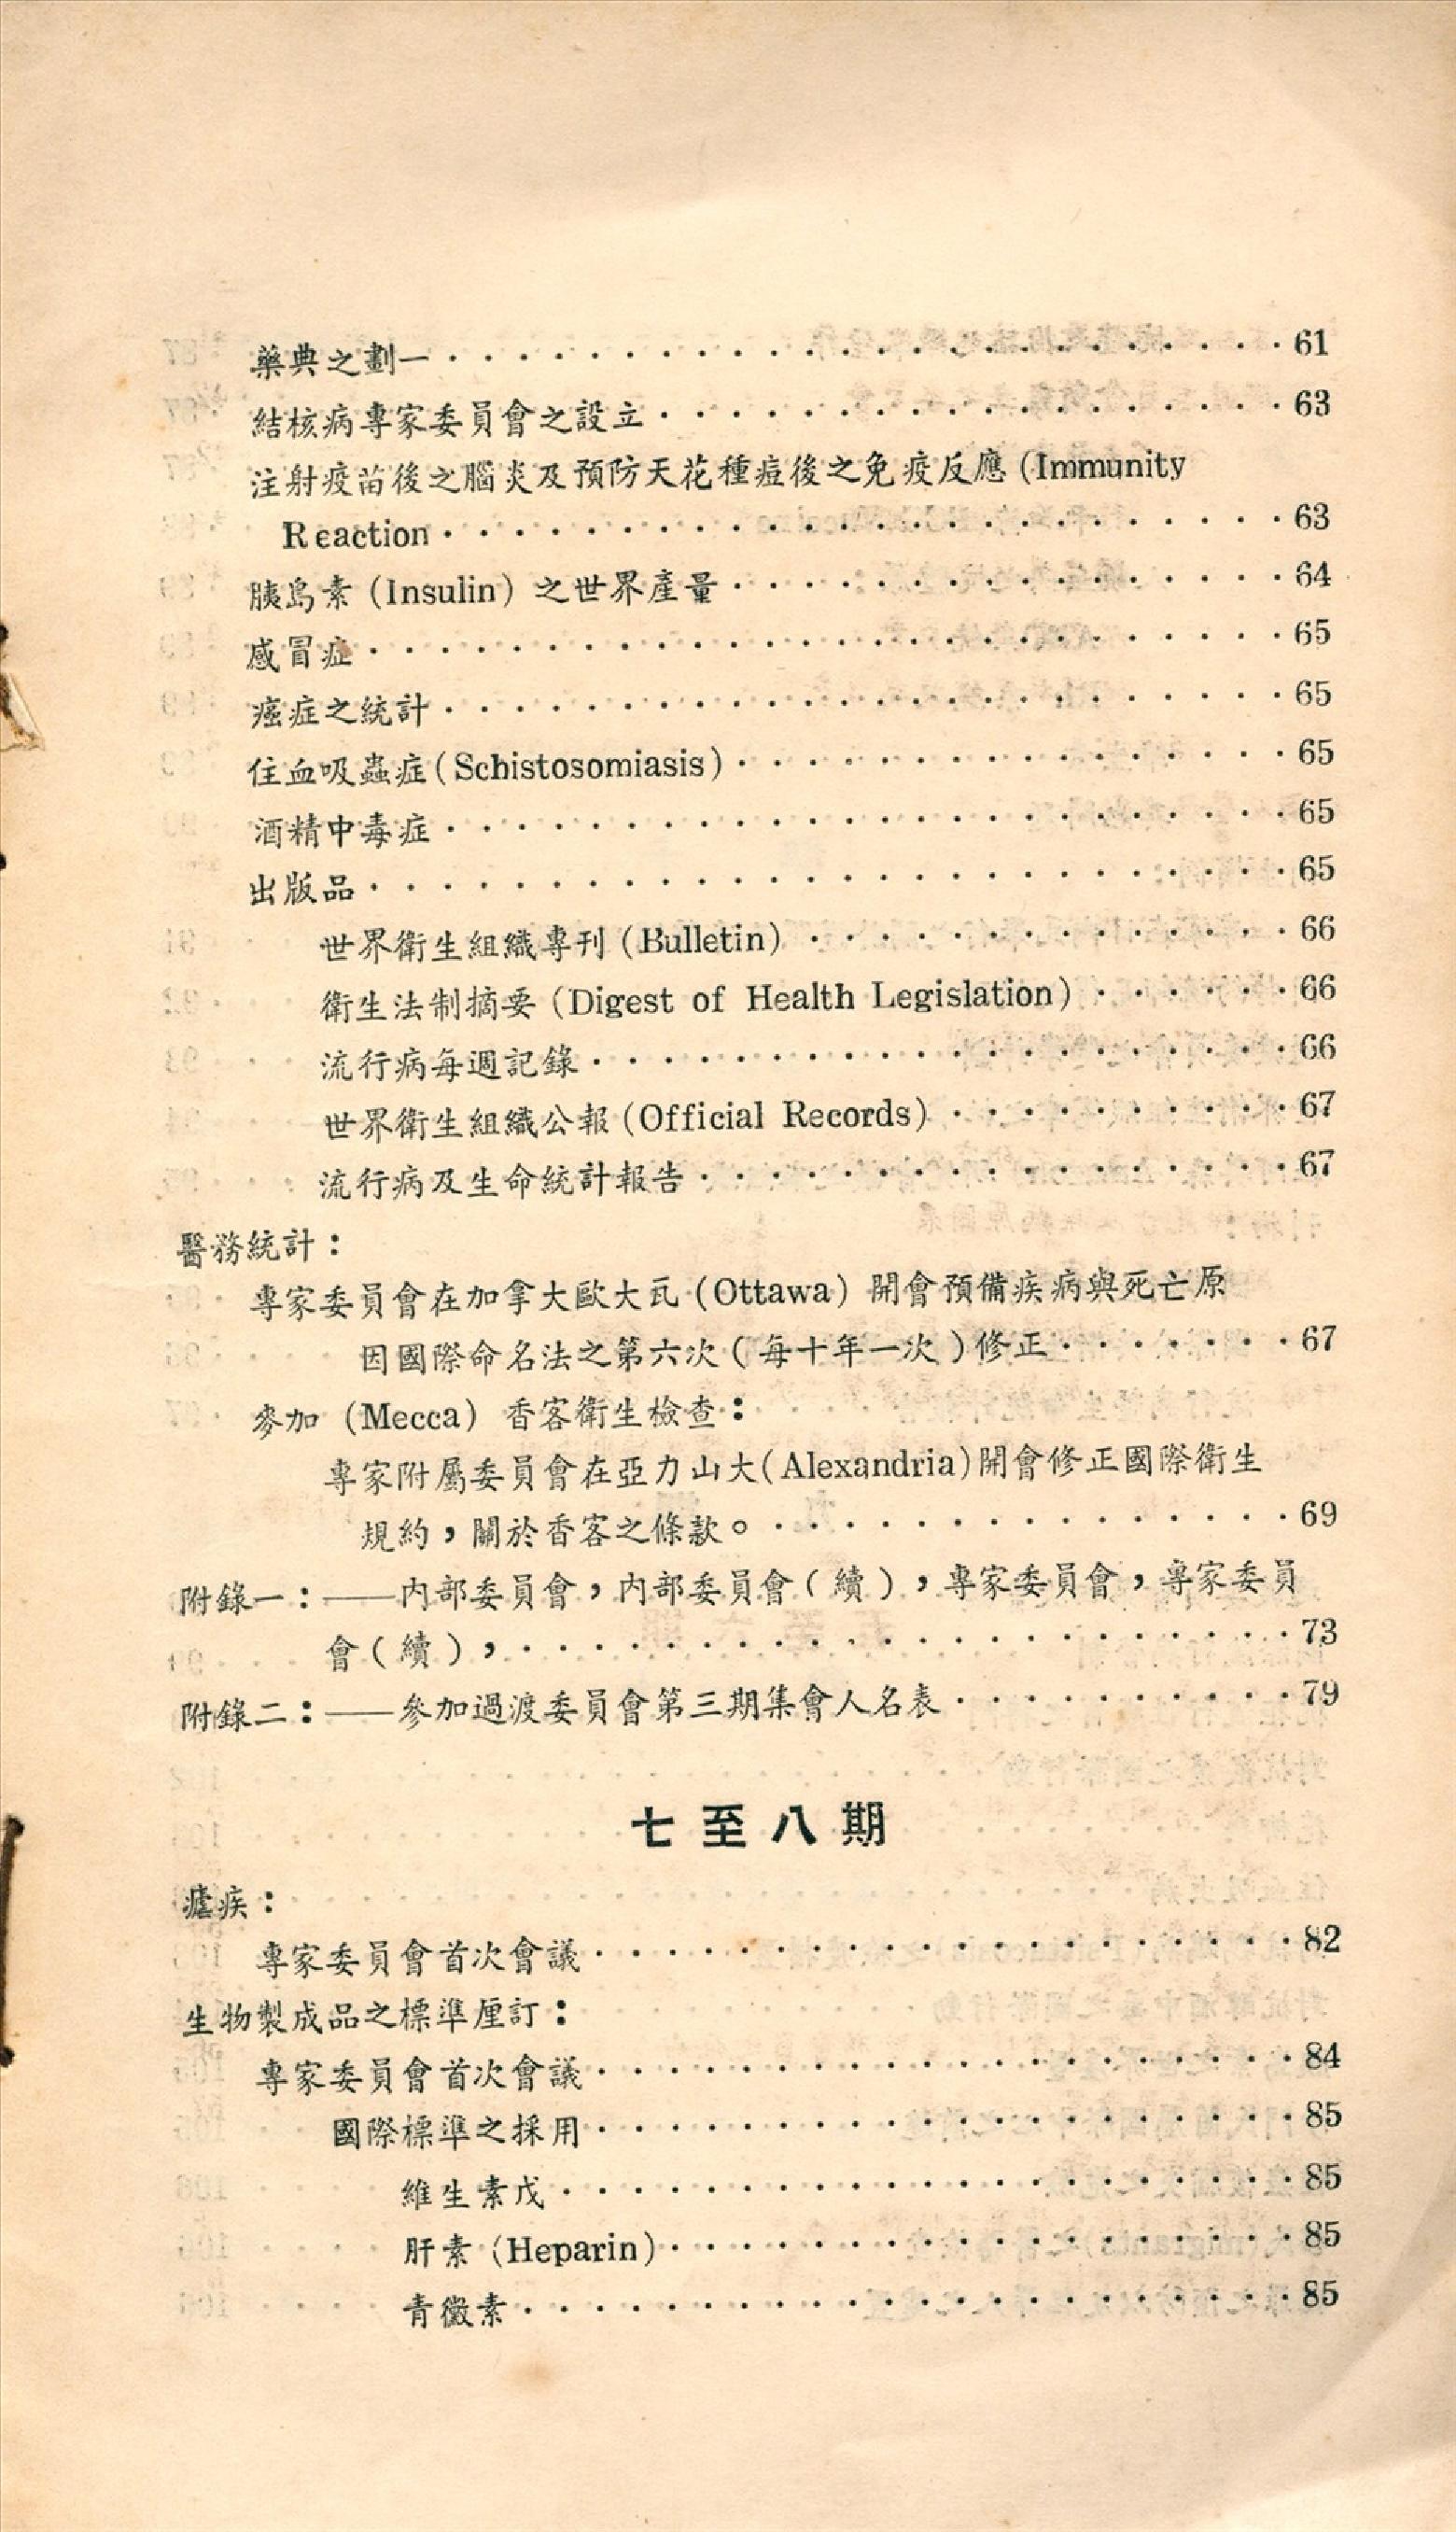 藥典之劃一 · · · · · · · · · · · · · · · · · · · · · · · · 61
結核病專家委員會之設立 · · · · · · · · · · · · · · · · · · 63
注射疫苗後之腦炎及預防天花種痘後之免疫反應 (Immunity
Reaction · · · · · · · · · · · · · · · · · · · · · · · · 63
胰島素 (Insulin) 之世界產量 · · · · · · · · · · · · · · · · 64
感冒症 · · · · · · · · · · · · · · · · · · · · · · · · · · 65
癌症之統計 · · · · · · · · · · · · · · · · · · · · · · · · 65
住血吸蟲症 (Schistosomiasis) · · · · · · · · · · · · · · · · 65
酒精中毒症 · · · · · · · · · · · · · · · · · · · · · · · · 65
出版品 · · · · · · · · · · · · · · · · · · · · · · · · · · 65
世界衛生組織專刊 (Bulletin) · · · · · · · · · · · · · · 66
衛生法制摘要 (Digest of Health Legislation) · · · · · · 66
流行病每週記錄 · · · · · · · · · · · · · · · · · · · · 66
世界衛生組織公報 (Official Records) · · · · · · · · · · 67
流行病及生命統計報告 · · · · · · · · · · · · · · · · · 67
醫務統計：
專家委員會在加拿大歐大瓦 (Ottawa) 開會預備疾病與死亡原
因國際命名法之第六次（每十年一次）修正 · · · · · · · 67
麥加 (Mecca) 香客衛生檢查：
專家附屬委員會在亞力山大 (Alexandria) 開會修正國際衛生
規約，關於香客之條款。 · · · · · · · · · · · · · · · 69
附錄一：——內部委員會，內部委員會（續），專家委員會，專家委員
會（續）， · · · · · · · · · · · · · · · · · · · · · · 73
附錄二：——參加過渡委員會第三期集會人名表 · · · · · · · · · · 79
七至八期
瘧疾：
專家委員會首次會議 · · · · · · · · · · · · · · · · · · · · 82
生物製成品之標準厘訂：
專家委員會首次會議 · · · · · · · · · · · · · · · · · · · · 84
國際標準之採用 · · · · · · · · · · · · · · · · · · · · 85
維生素戊 · · · · · · · · · · · · · · · · · · · · · 85
肝素 (Heparin) · · · · · · · · · · · · · · · · · · 85
青黴素 · · · · · · · · · · · · · · · · · · · · · · 85